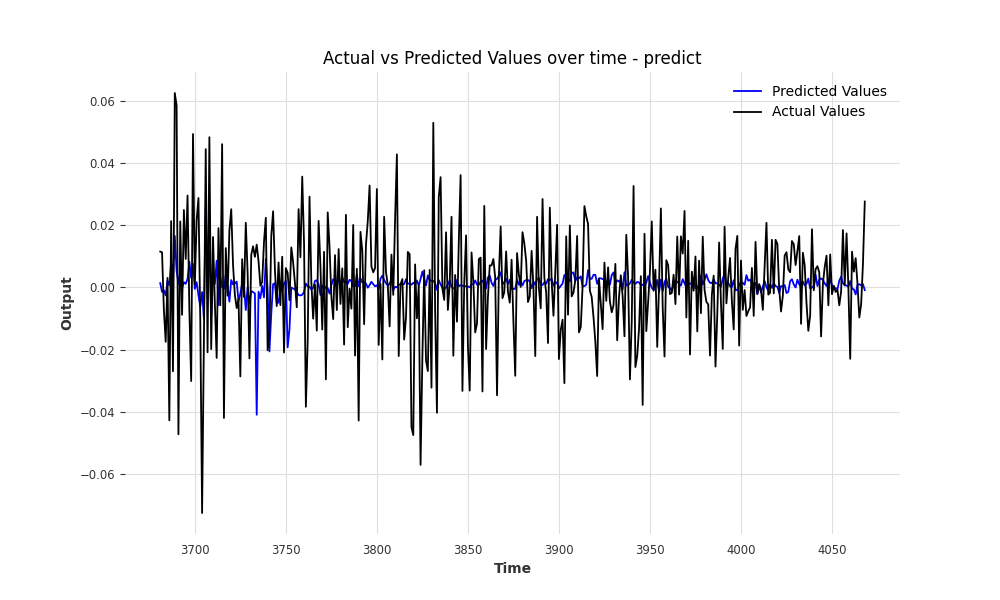 Actual vs Predicted Values over time - predict
Predicted Values
Actual Values
0.06
0.04
0.02
0.00
−0.02
−0.04
−0.06
Output
3700 3750 3800 3850 3900 3950 4000 4050
Time